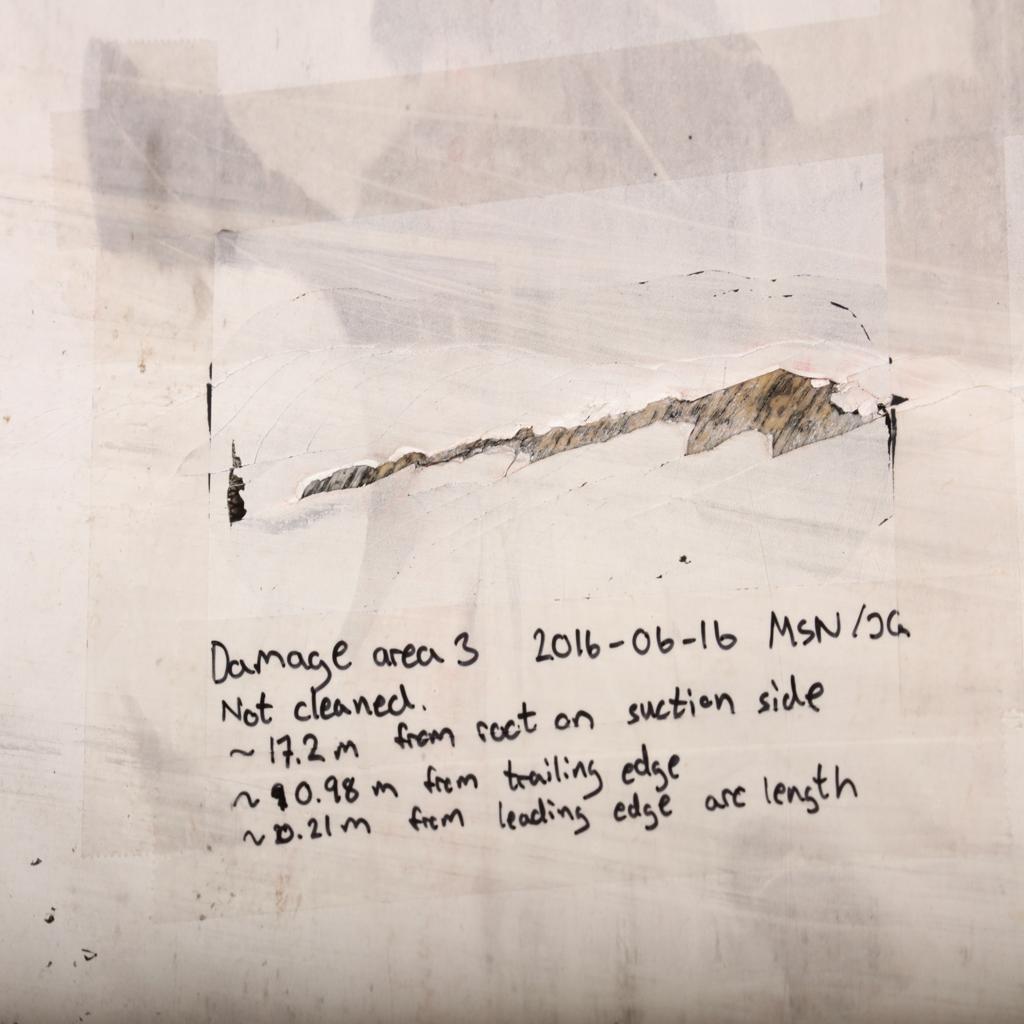 Damage area 3 2016-06-16 MSN/JG
Not cleaned.
~ 17.2 m from root on suction side
~ 0.98 m from trailing edge
~ 0.21 m from leading edge arc length